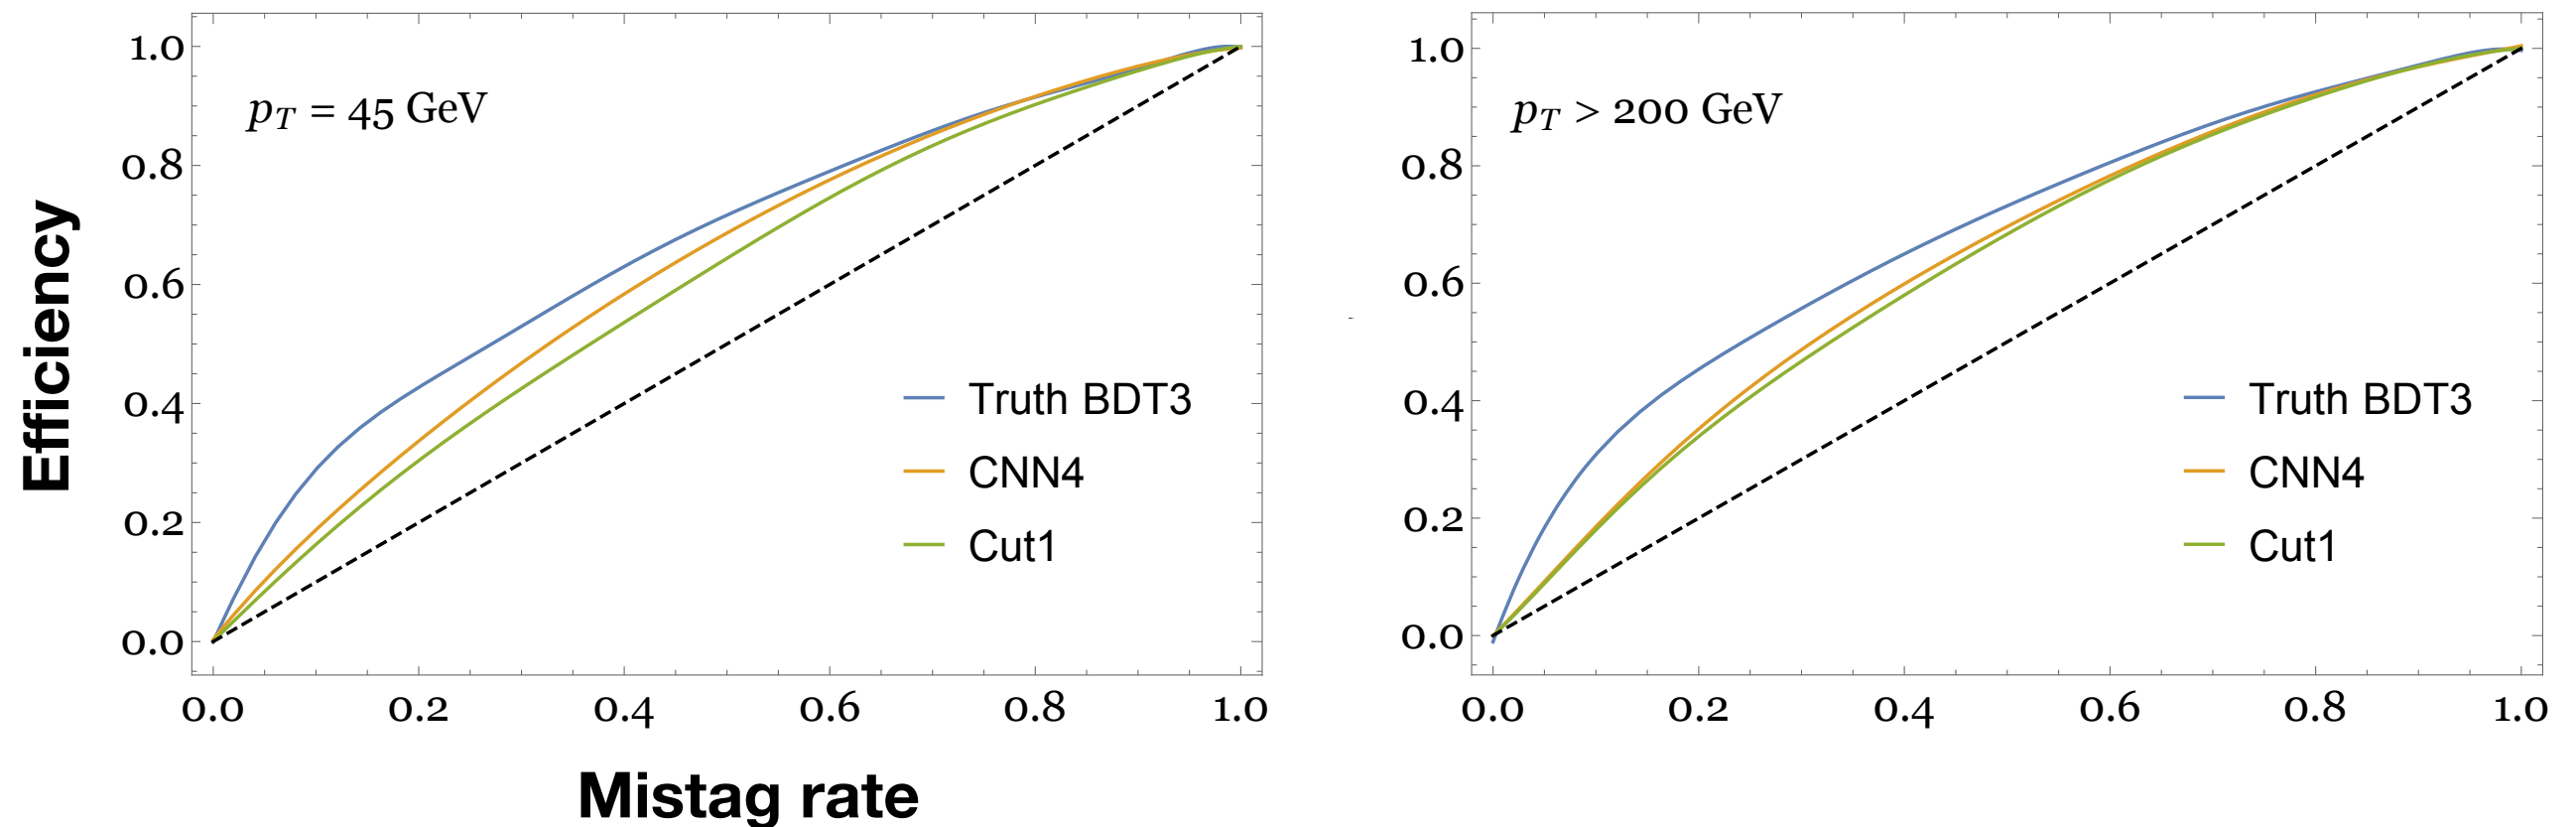 Efficiency
1.0
0.8
0.6
0.4
0.2
0.0
p_T = 45 GeV
Truth BDT3
CNN4
Cut1
0.0 0.2 0.4 0.6 0.8 1.0
Mistag rate
1.0
0.8
0.6
0.4
0.2
0.0
p_T > 200 GeV
Truth BDT3
CNN4
Cut1
0.0 0.2 0.4 0.6 0.8 1.0